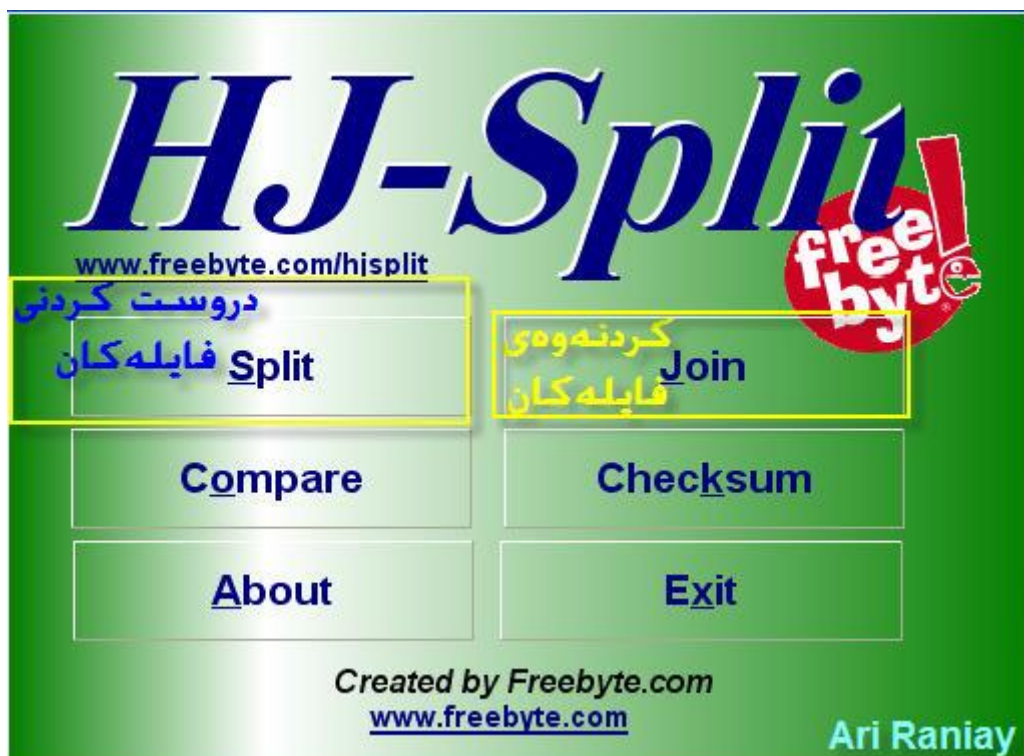 HJ-Split
free
byte!
www.freebyte.com/hjsplit
دروست کردنی
فایلەکان
Split
کردنەوەی
فایلەکان
Join
Compare
Checksum
About
Exit
Created by Freebyte.com
www.freebyte.com
Ari Raniay